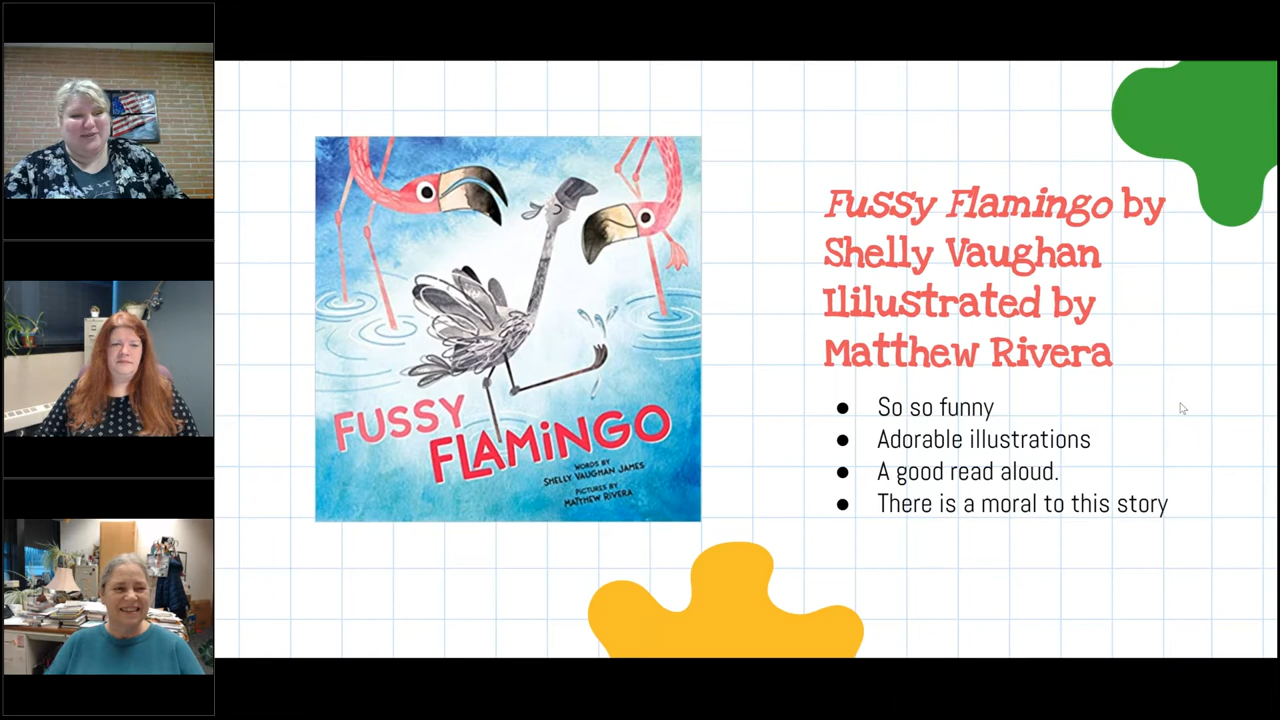 FUSSY
FLAMiNGO
WORDS BY
SHELLY VAUGHAN JAMES
PICTURES BY
MATTHEW RIVERA
Fussy Flamingo by
Shelly Vaughan
Ililustrated by
Matthew Rivera
● So so funny
● Adorable illustrations
● A good read aloud.
● There is a moral to this story